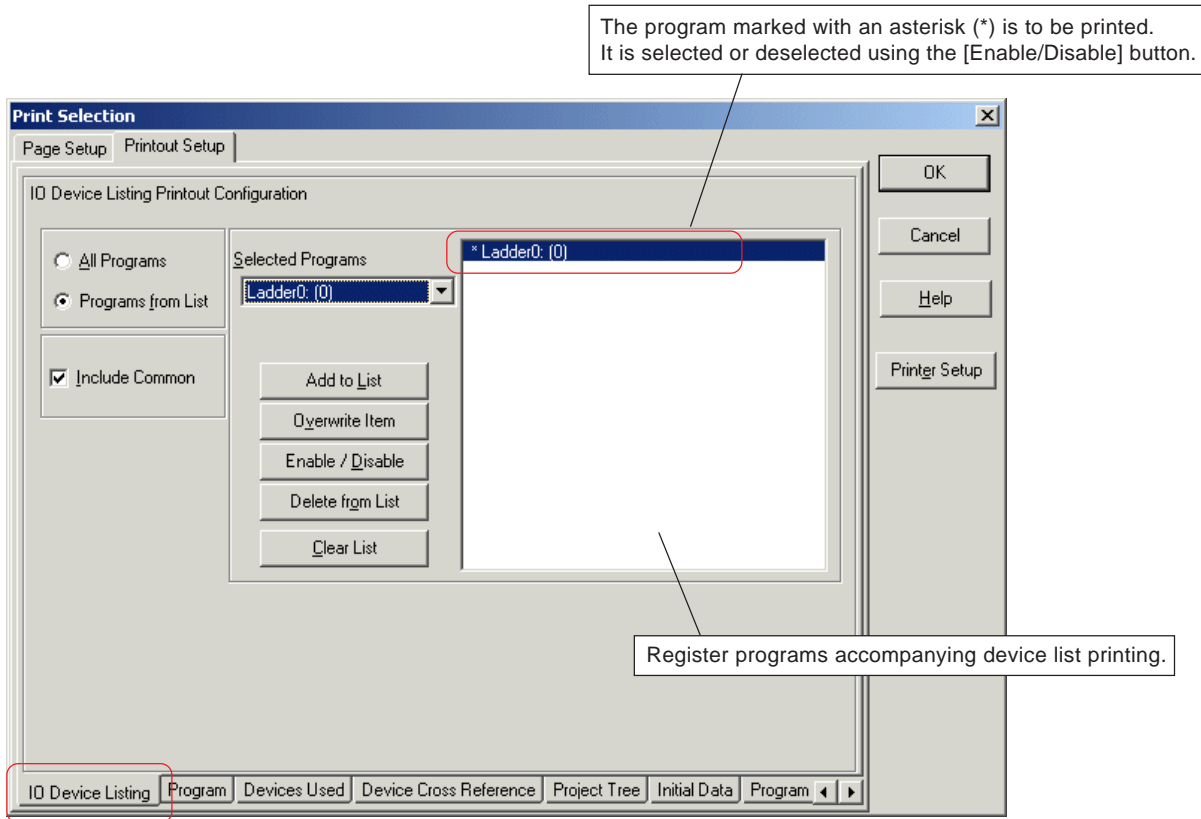 The program marked with an asterisk (*) is to be printed.
It is selected or deselected using the [Enable/Disable] button.
Print Selection
Page Setup
Printout Setup
IO Device Listing Printout Configuration
All Programs
Programs from List
Include Common
Selected Programs
Ladder0: (0)
Add to List
Overwrite Item
Enable / Disable
Delete from List
Clear List
* Ladder0: (0)
OK
Cancel
Help
Printer Setup
Register programs accompanying device list printing.
IO Device Listing
Program
Devices Used
Device Cross Reference
Project Tree
Initial Data
Program